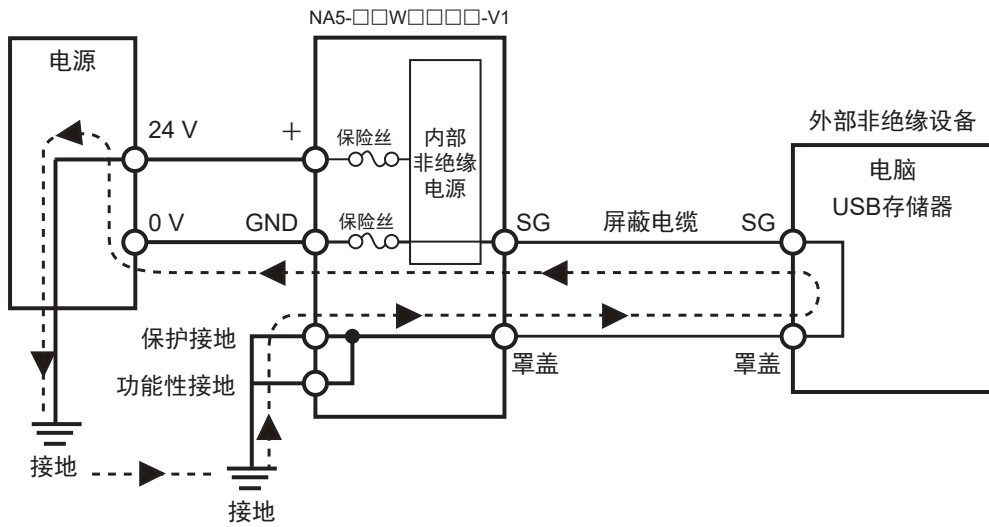 NA5-□□W□□□□-V1
电源
24 V
+
保险丝
内部
非绝缘
电源
外部非绝缘设备
电脑
USB存储器
0 V
GND
保险丝
SG
屏蔽电缆
SG
保护接地
功能性接地
罩盖
罩盖
接地
接地